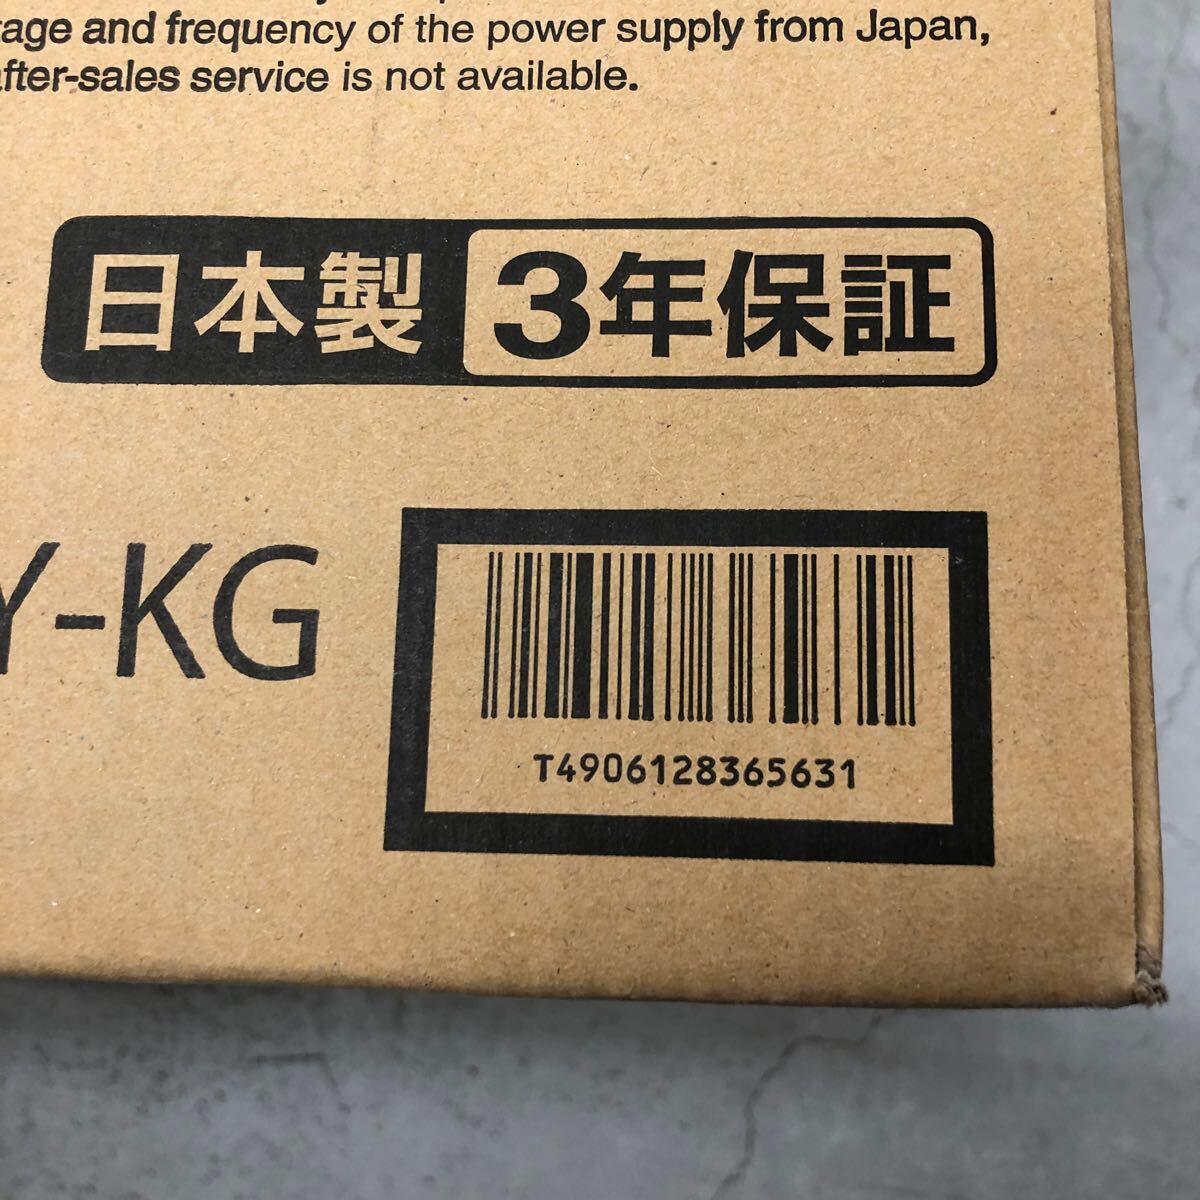 and frequency of the power supply from Japan,
after-sales service is not available.
日本製 3年保証
Y-KG
T4906128365631